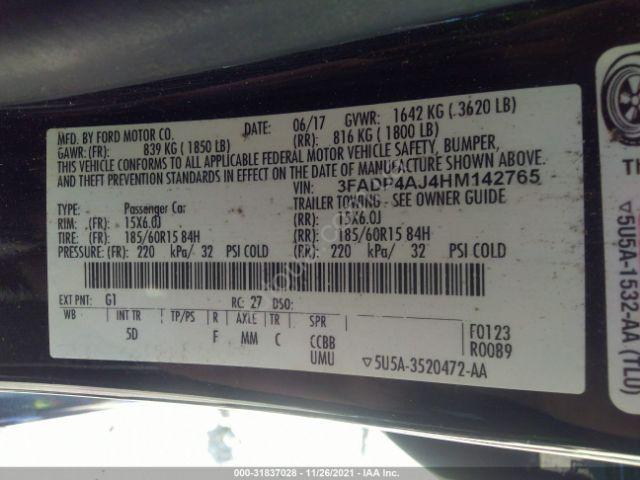 MFD. BY FORD MOTOR CO.
DATE: 06/17 GVWR: 1642 KG (.3620 LB)
GAWR: (FR): 839 KG (1850 LB) (RR): 816 KG (1800 LB)
THIS VEHICLE CONFORMS TO ALL APPLICABLE FEDERAL MOTOR VEHICLE SAFETY, BUMPER,
AND THEFT PREVENTION STANDARDS IN EFFECT ON THE DATE OF MANUFACTURE SHOWN ABOVE.
VIN: 3FADP4AJ4HM142765
TYPE: Passenger Car TRAILER TOWING - SEE OWNER GUIDE
RIM: (FR): 15X6.0J (RR): 15X6.0J
TIRE: (FR): 185/60R15 84H (RR): 185/60R15 84H
PRESSURE: (FR): 220 kPa/ 32 PSI COLD (RR): 220 kPa/ 32 PSI COLD
EXT PNT: G1 RC: 27 DSO:
WB INT TR TP/PS R AXLE TR SPR
5D F MM C CCBB
UMU
F0123
R0089
▽5U5A-3520472-AA
▽5U5A-1532-AA (TLU)
000-31837028 - 11/26/2021 - IAA Inc.